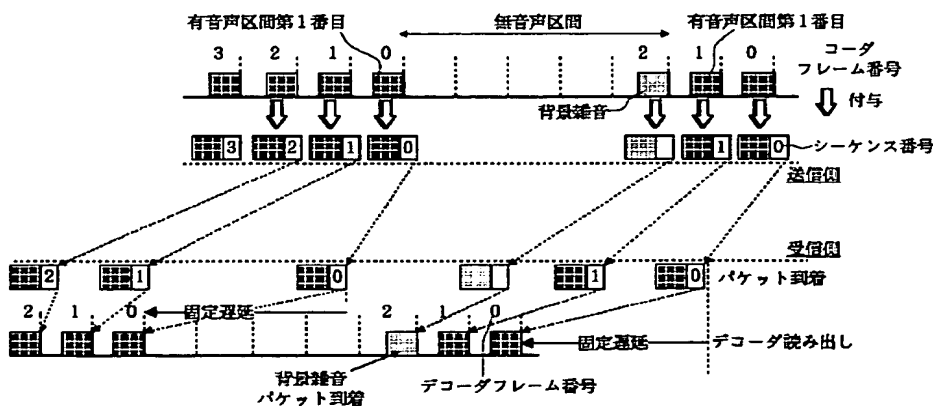 有音声区間第1番目
無音声区間
有音声区間第1番目
3 2 1 0 2 1 0
コーダ
フレーム番号
背景雑音
付与
3 2 1 0 1 0
シーケンス番号
送信側
受信側
2 1 0 1 0
パケット到着
2 1 0 固定遅延 2 1 0
固定遅延
デコーダ読み出し
背景雑音
パケット到着
デコーダフレーム番号